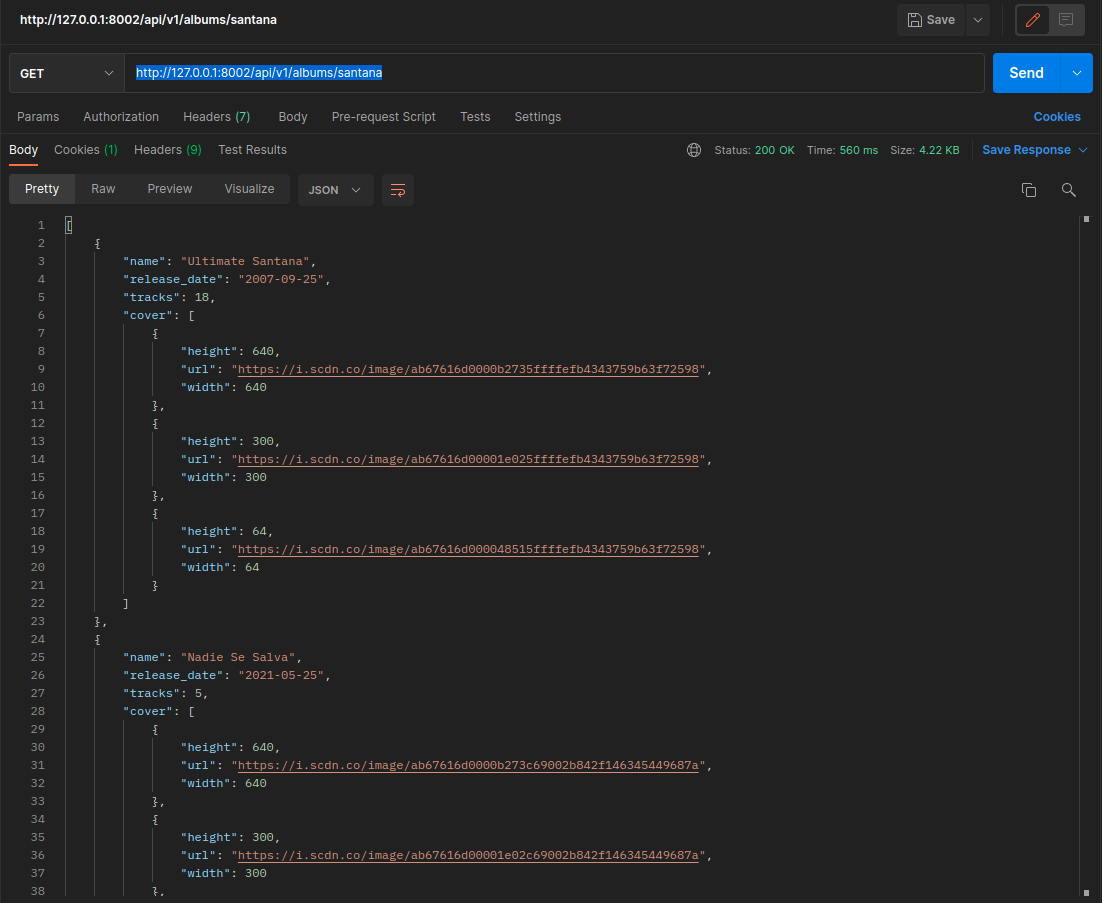 http://127.0.0.1:8002/api/v1/albums/santana
Save
GET
http://127.0.0.1:8002/api/v1/albums/santana
Send
Params Authorization Headers (7) Body Pre-request Script Tests Settings Cookies
Body Cookies (1) Headers (9) Test Results Status: 200 OK Time: 560 ms Size: 4.22 KB Save Response
Pretty Raw Preview Visualize JSON
1 [
2 {
3 "name": "Ultimate Santana",
4 "release_date": "2007-09-25",
5 "tracks": 18,
6 "cover": [
7 {
8 "height": 640,
9 "url": "https://i.scdn.co/image/ab67616d0000b2735ffffefb4343759b63f72598",
10 "width": 640
11 },
12 {
13 "height": 300,
14 "url": "https://i.scdn.co/image/ab67616d00001e025ffffefb4343759b63f72598",
15 "width": 300
16 },
17 {
18 "height": 64,
19 "url": "https://i.scdn.co/image/ab67616d000048515ffffefb4343759b63f72598",
20 "width": 64
21 }
22 ]
23 },
24 {
25 "name": "Nadie Se Salva",
26 "release_date": "2021-05-25",
27 "tracks": 5,
28 "cover": [
29 {
30 "height": 640,
31 "url": "https://i.scdn.co/image/ab67616d0000b273c69002b842f146345449687a",
32 "width": 640
33 },
34 {
35 "height": 300,
36 "url": "https://i.scdn.co/image/ab67616d00001e02c69002b842f146345449687a",
37 "width": 300
38 },